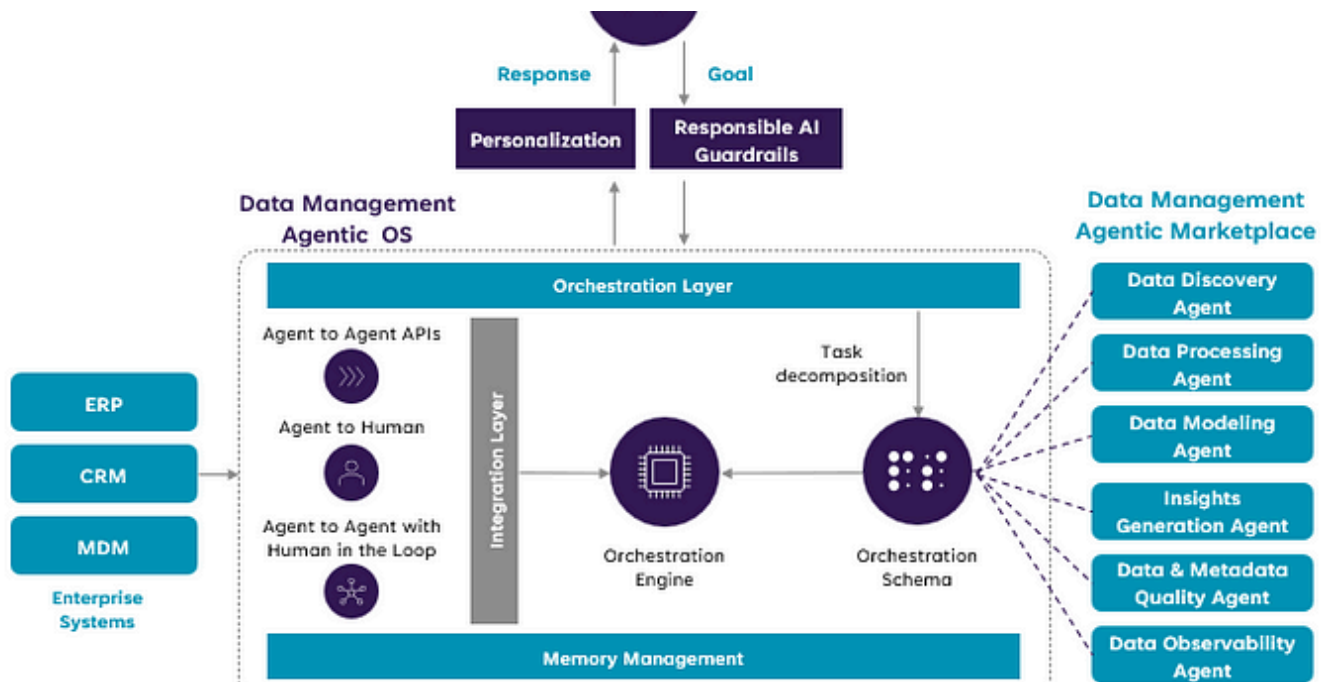 Response
Goal
Personalization
Responsible AI
Guardrails
Data Management
Agentic OS
Data Management
Agentic Marketplace
Orchestration Layer
Agent to Agent APIs
Agent to Human
Agent to Agent with
Human in the Loop
Integration Layer
Task
decomposition
Orchestration
Engine
Orchestration
Schema
Memory Management
ERP
CRM
MDM
Enterprise
Systems
Data Discovery
Agent
Data Processing
Agent
Data Modeling
Agent
Insights
Generation Agent
Data & Metadada
Quality Agent
Data Observability
Agent